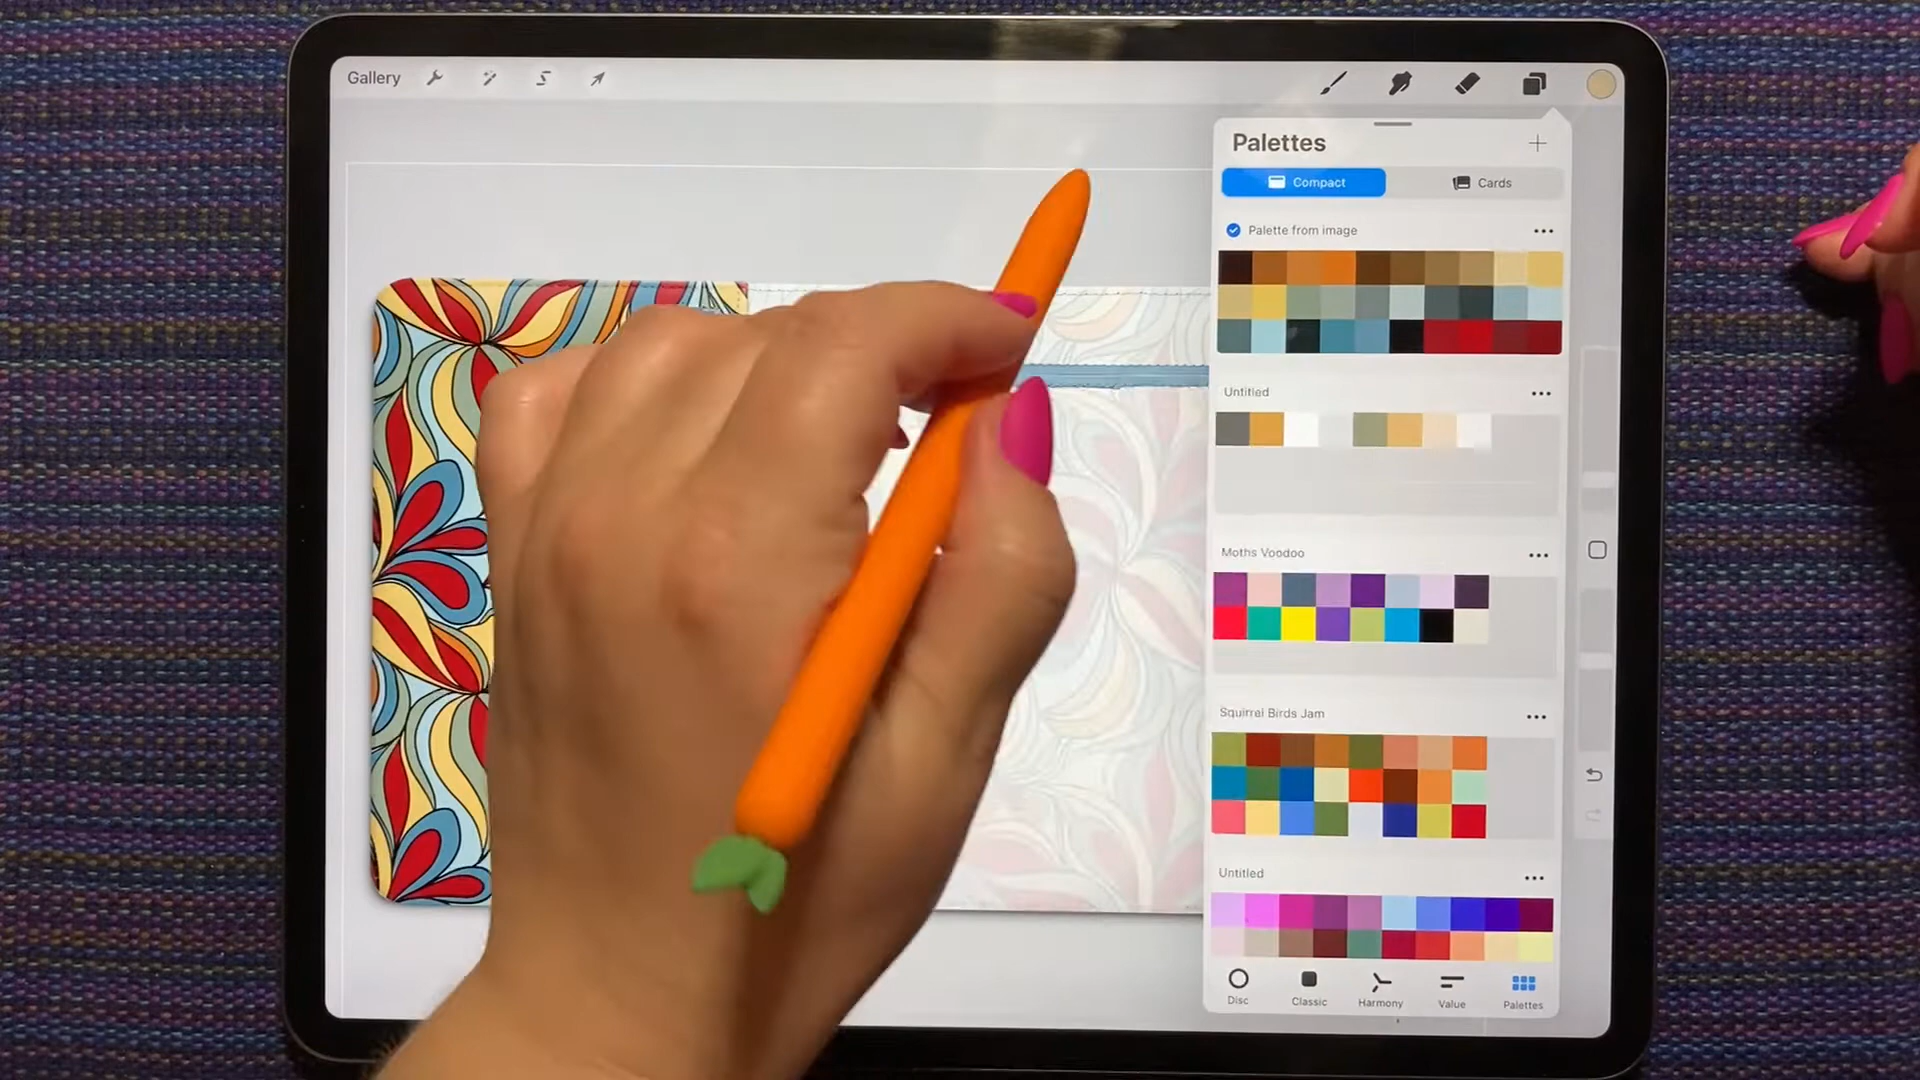 Gallery
Palettes
Compact
Cards
Palette from image
Untitled
Moths Voodoo
Squirrel Birds Jam
Untitled
Disc
Classic
Harmony
Value
Palettes